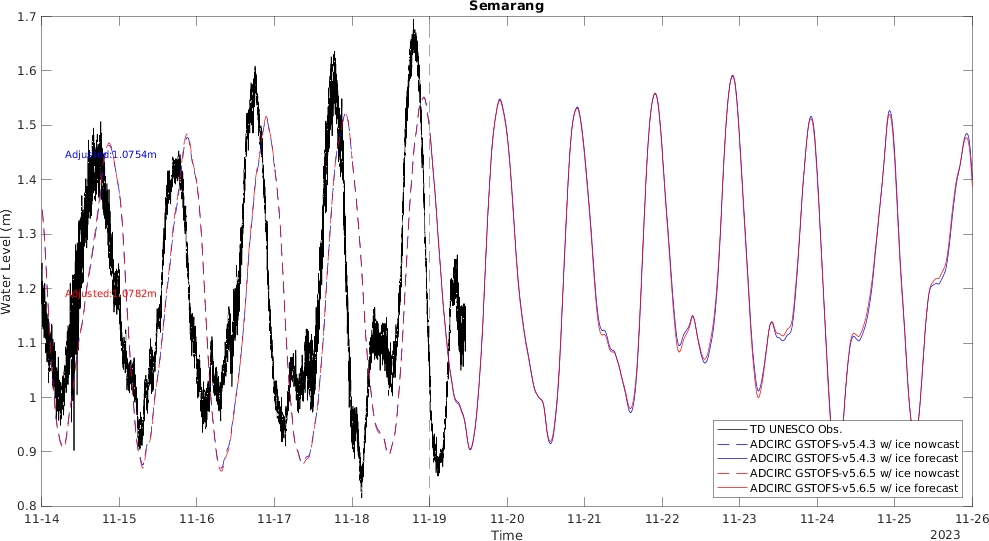 Semarang
Water Level (m)
1.7
1.6
1.5
1.4
1.3
1.2
1.1
1
0.9
0.8
Adjusted:1.0754m
Adjusted:1.0782m
TD UNESCO Obs.
ADCIRC GSTOFS-v5.4.3 w/ ice nowcast
ADCIRC GSTOFS-v5.4.3 w/ ice forecast
ADCIRC GSTOFS-v5.6.5 w/ ice nowcast
ADCIRC GSTOFS-v5.6.5 w/ ice forecast
11-14 11-15 11-16 11-17 11-18 11-19 11-20 11-21 11-22 11-23 11-24 11-25 11-26
Time
2023